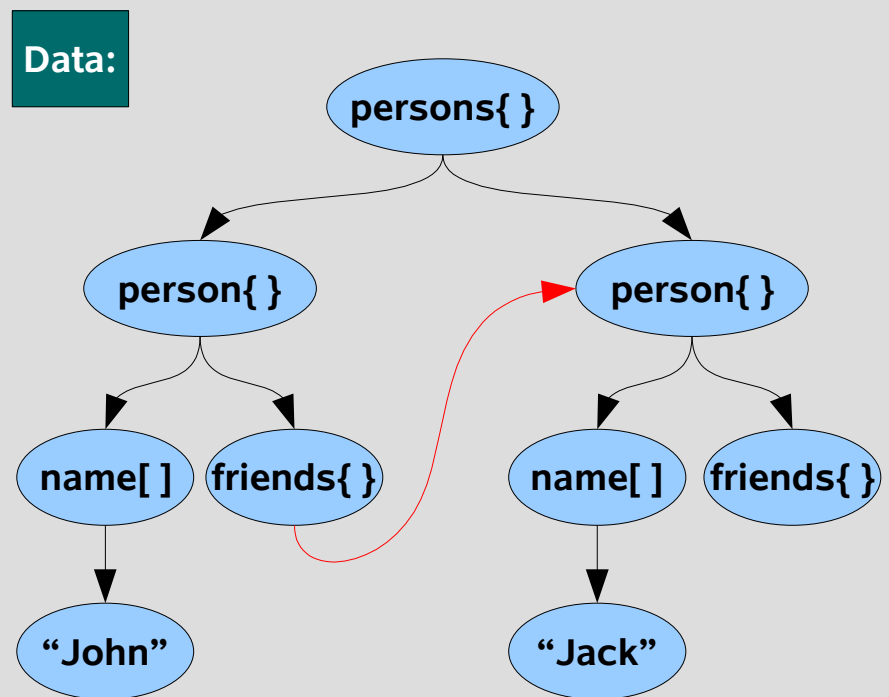 Data:
persons{ }
person{ }
person{ }
name[ ]
friends{ }
name[ ]
friends{ }
“John”
“Jack”